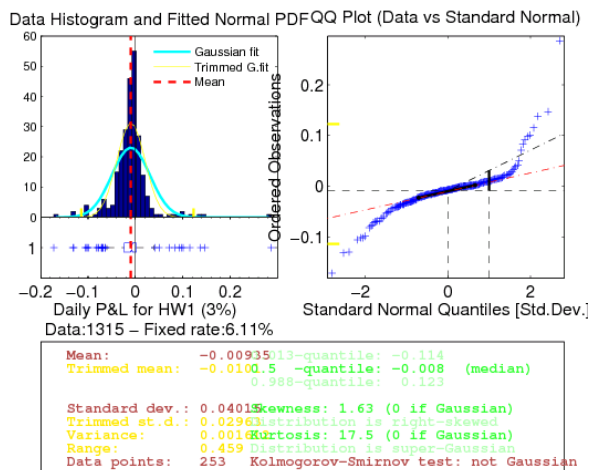 Data Histogram and Fitted Normal PDF
QQ Plot (Data vs Standard Normal)
60
50
40
30
20
10
0
1
Gaussian fit
Trimmed G.fit
Mean
−0.2 −0.1 0 0.1 0.2
Daily P&L for HW1 (3%)
Data:1315 − Fixed rate:6.11%
Ordered Observations
0.2
0.1
0
−0.1
−2 0 2
Standard Normal Quantiles [Std.Dev.]
Mean: −0.00935 0.013−quantile: −0.114
Trimmed mean: 0.5 −quantile: −0.008 (median)
0.988−quantile: 0.123
Standard dev.: 0.04015 Skewness: 1.63 (0 if Gaussian)
Trimmed st.d.: Distribution is right−skewed
Variance: Kurtosis: 17.5 (0 if Gaussian)
Range: 0.459 Distribution is super−Gaussian
Data points: 253 Kolmogorov−Smirnov test: not Gaussian